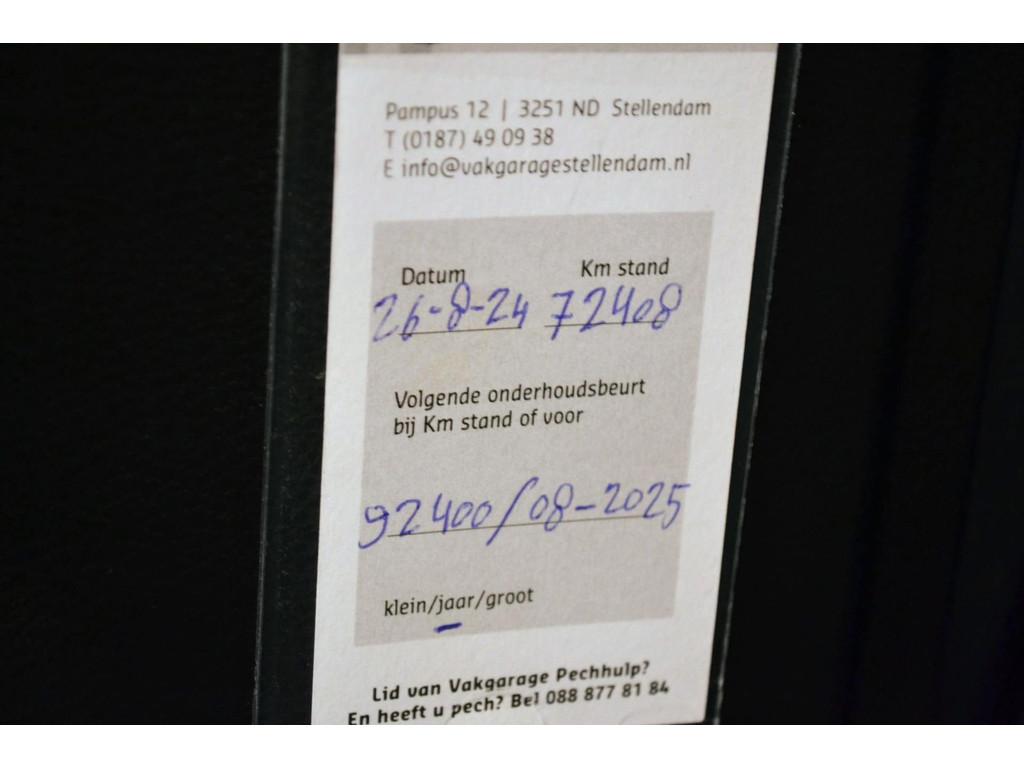 Pampus 12 | 3251 ND Stellendam
T (0187) 49 09 38
E info@vakgaragestellendam.nl
Datum Km stand
26-8-24 72408
Volgende onderhoudsbeurt
bij Km stand of voor
92400/08-2025
klein/jaar/groot
Lid van Vakgarage Pechhulp?
En heeft u pech? Bel 088 877 81 84